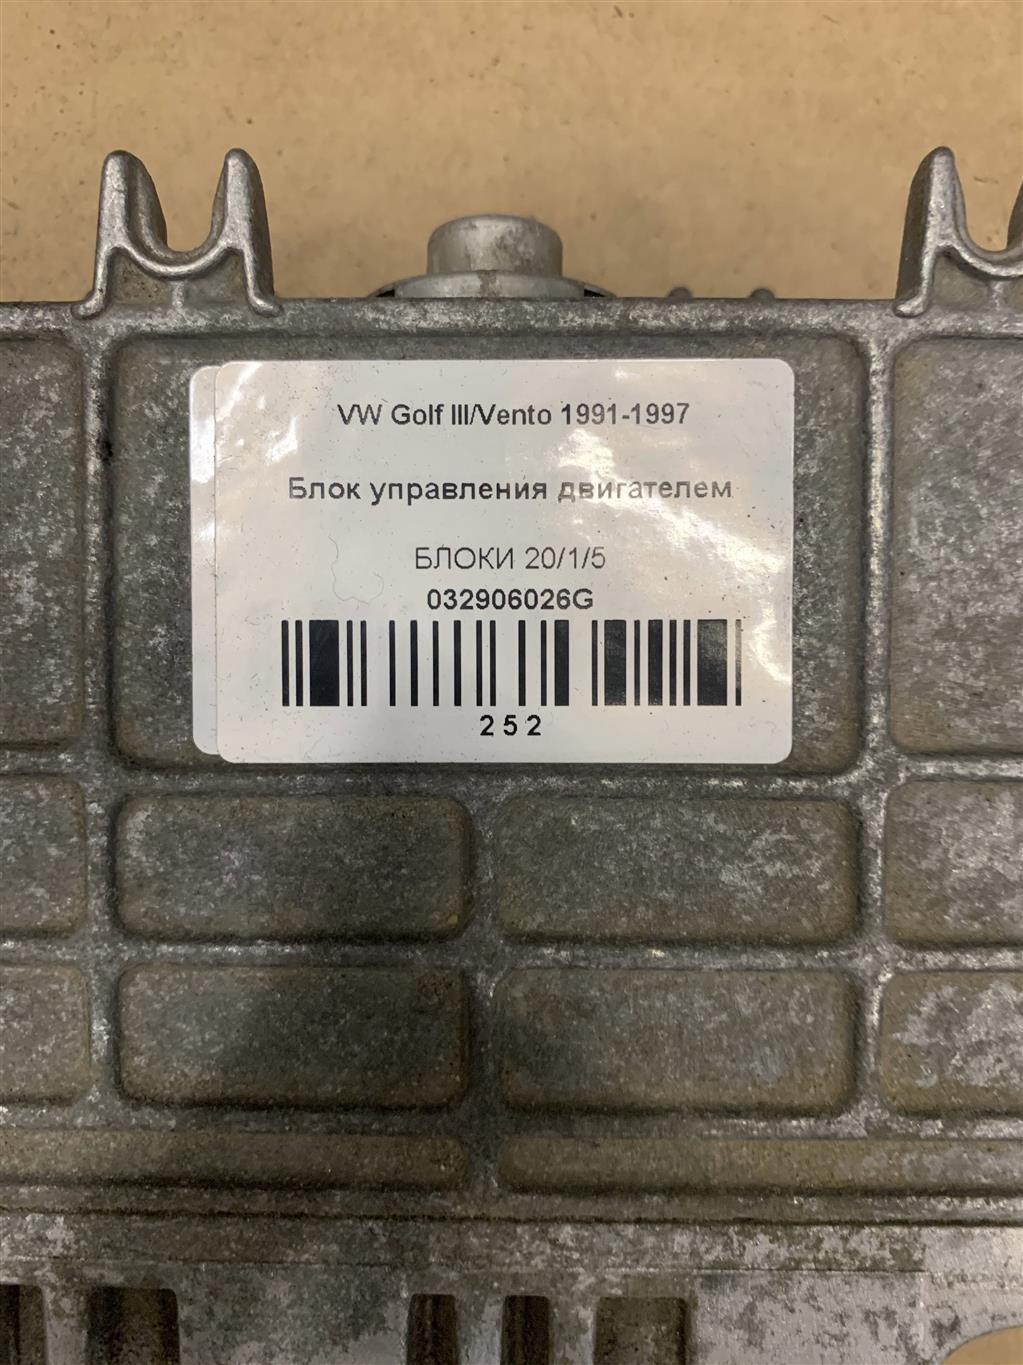 VW Golf III/Vento 1991-1997
Блок управления двигателем
БЛОКИ 20/1/5
032906026G
252